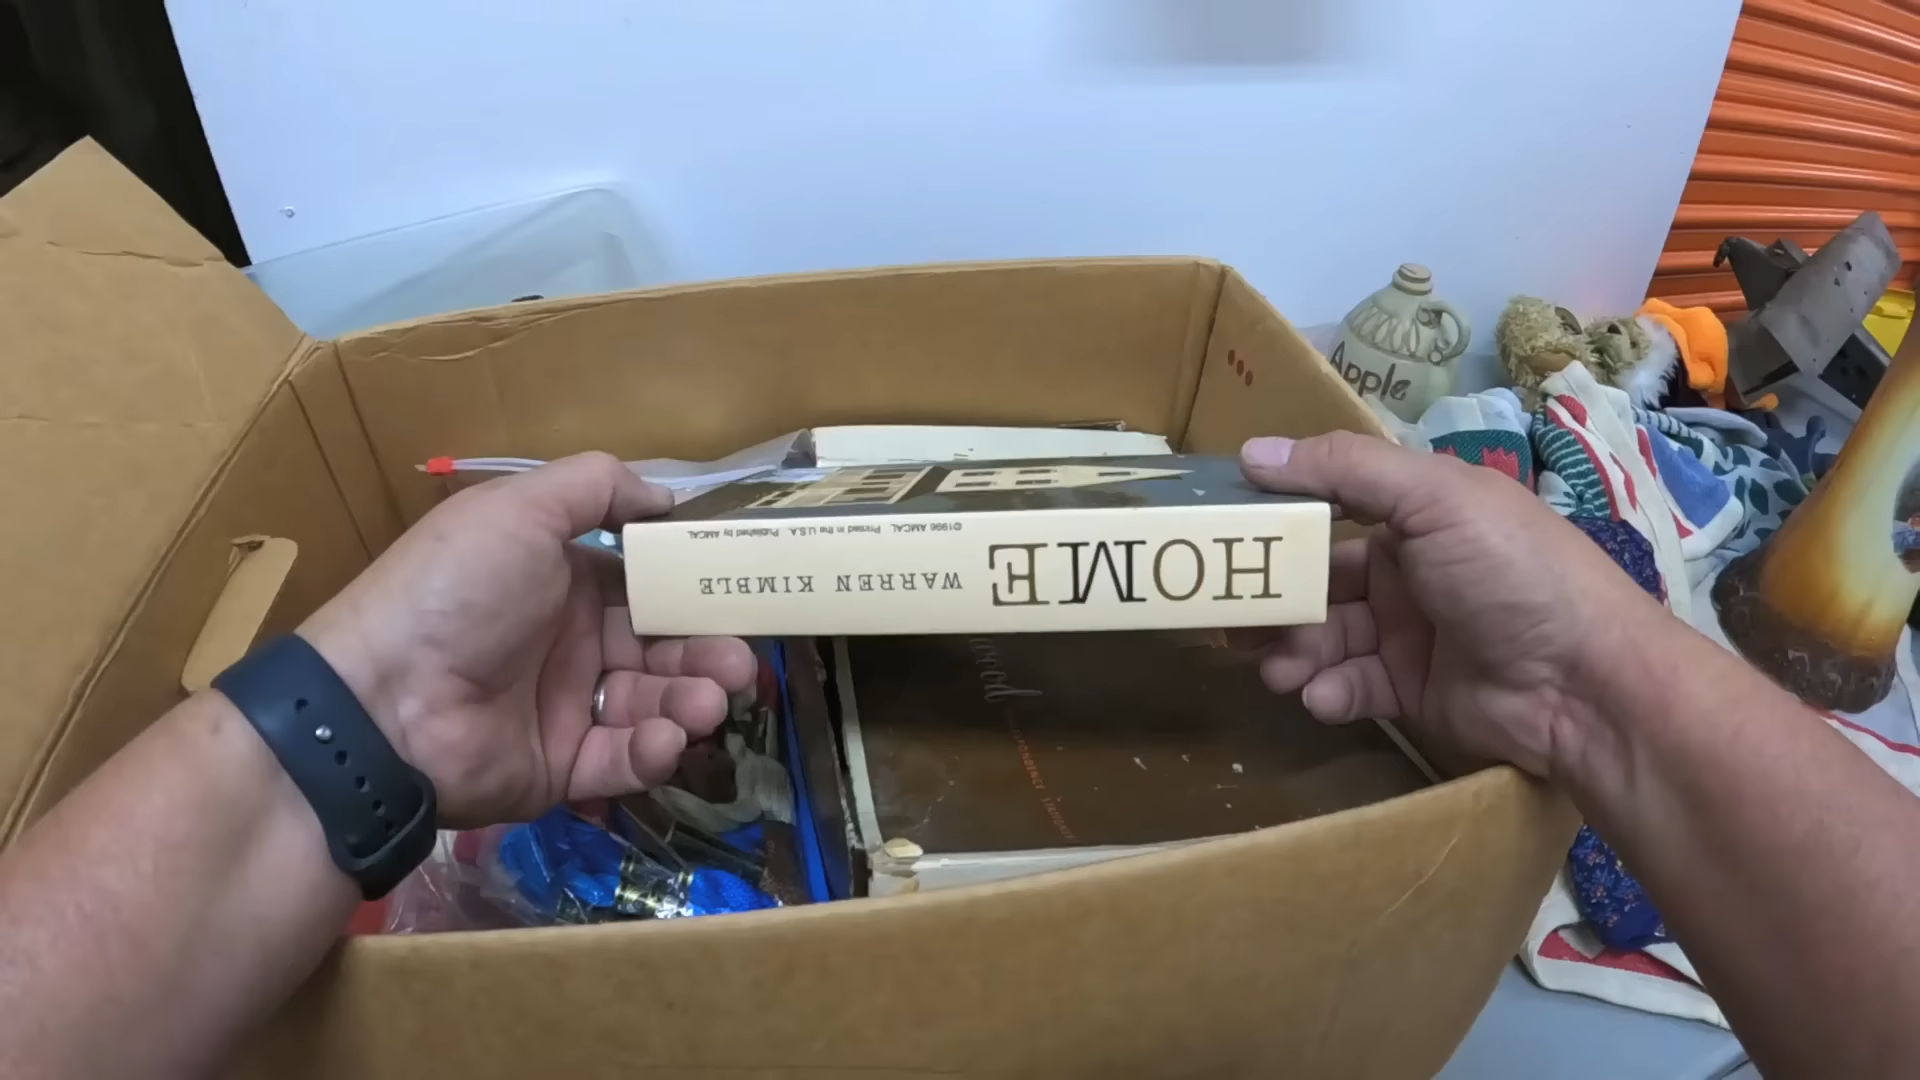 HOME WARREN KIMBLE
©1996 AMCAL Printed in the U.S.A. Published by AMCAL
Apple